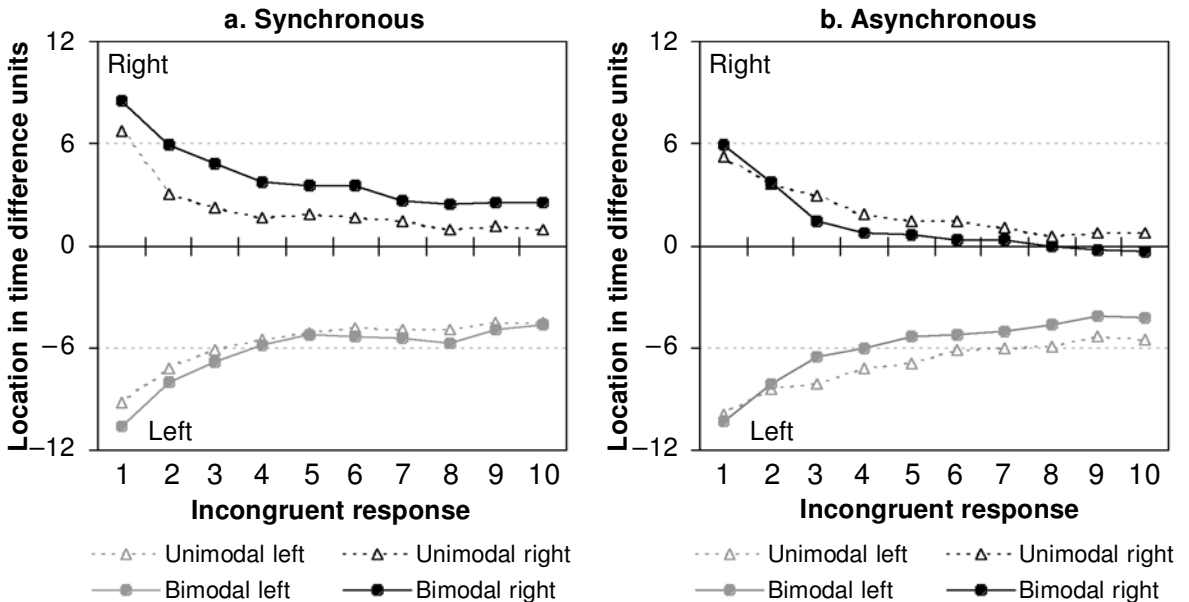 a. Synchronous
Location in time difference units
12
6
0
−6
−12
Right
Left
1 2 3 4 5 6 7 8 9 10
Incongruent response
Unimodal left
Unimodal right
Bimodal left
Bimodal right
b. Asynchronous
Location in time difference units
12
6
0
−6
−12
Right
Left
1 2 3 4 5 6 7 8 9 10
Incongruent response
Unimodal left
Unimodal right
Bimodal left
Bimodal right